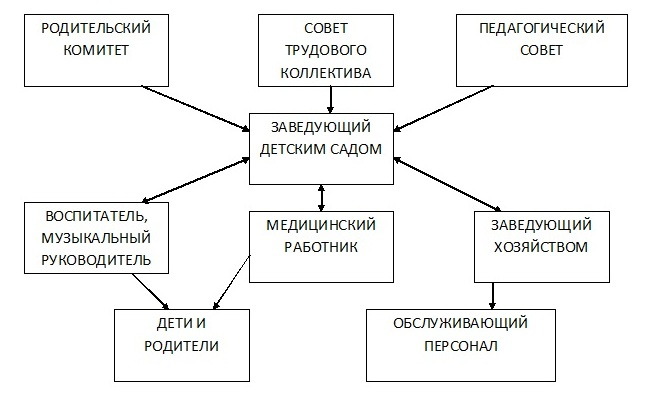 РОДИТЕЛЬСКИЙ
КОМИТЕТ
СОВЕТ
ТРУДОВОГО
КОЛЛЕКТИВА
ПЕДАГОГИЧЕСКИЙ
СОВЕТ
ЗАВЕДУЮЩИЙ
ДЕТСКИМ САДОМ
ВОСПИТАТЕЛЬ,
МУЗЫКАЛЬНЫЙ
РУКОВОДИТЕЛЬ
МЕДИЦИНСКИЙ
РАБОТНИК
ЗАВЕДУЮЩИЙ
ХОЗЯЙСТВОМ
ДЕТИ И
РОДИТЕЛИ
ОБСЛУЖИВАЮЩИЙ
ПЕРСОНАЛ